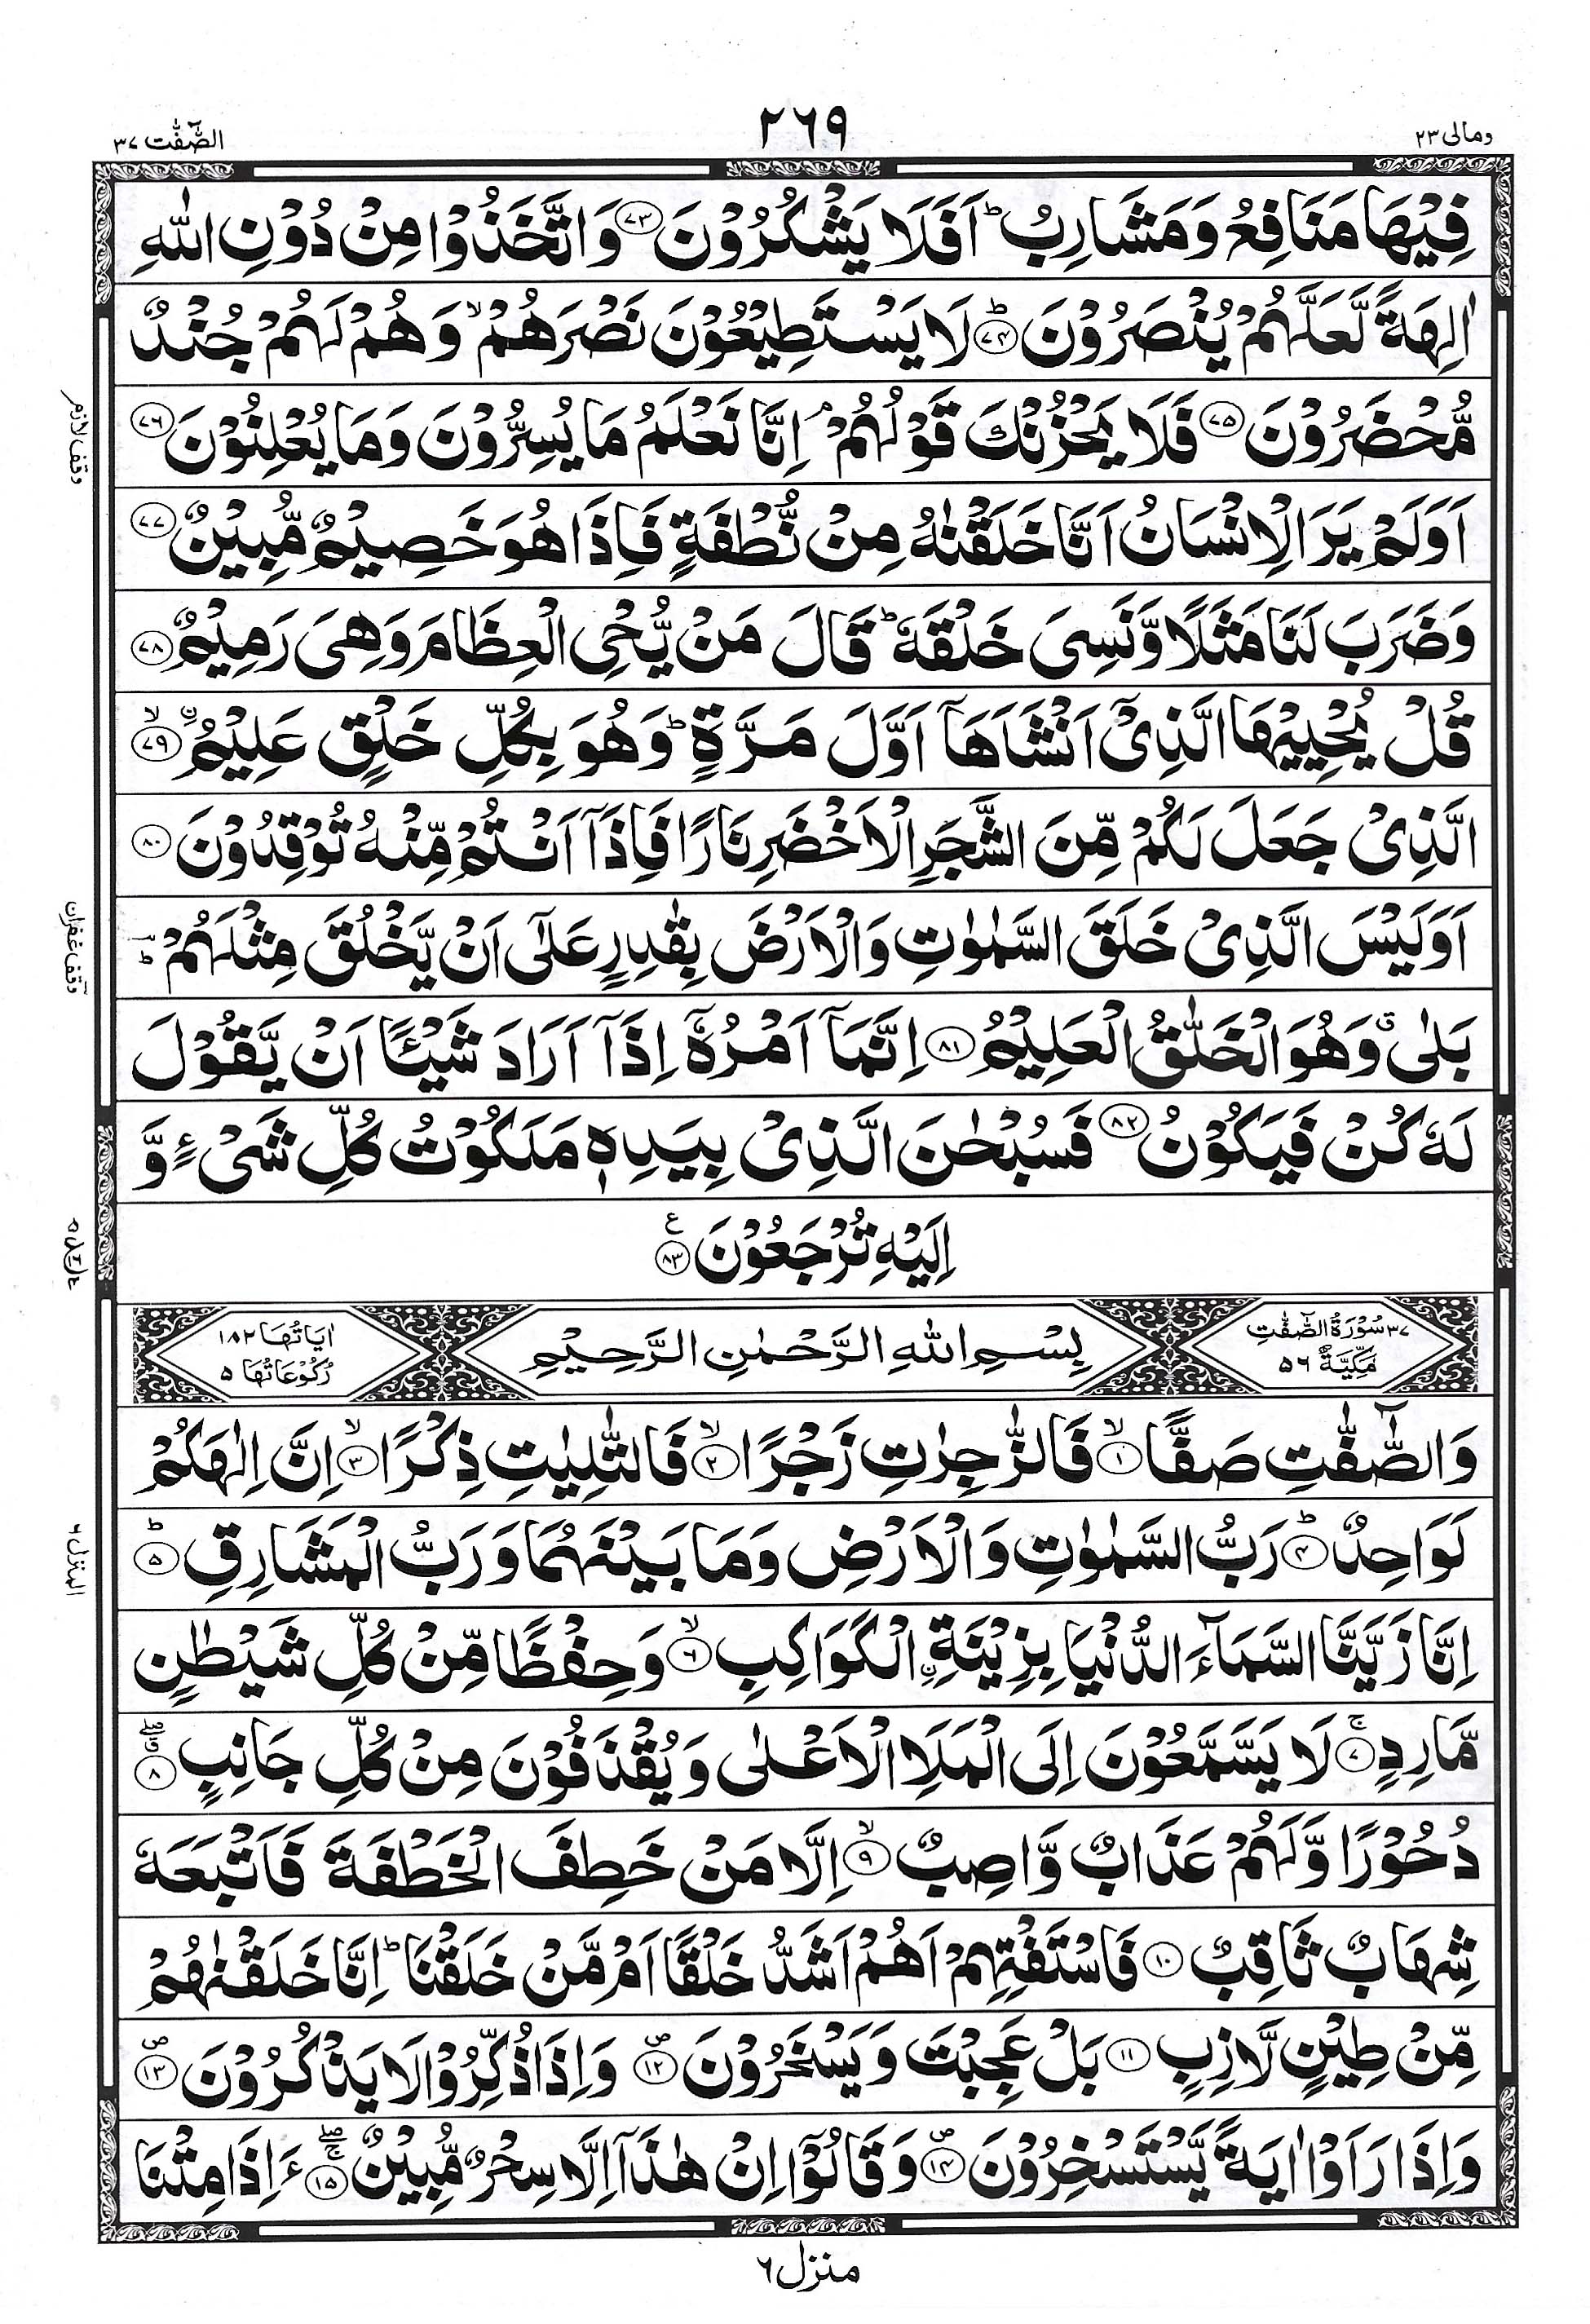 ومالی ۲۳
۲۶۹
الصّٰٓفّٰت ۳۷
فِيْهَا مَنَافِعُ وَمَشَارِبُ ؕ اَفَلَا يَشْكُرُوْنَ ﴿۷۳﴾ وَاتَّخَذُوْا مِنْ دُوْنِ اللّٰهِ
اٰلِهَةً لَّعَلَّهُمْ يُنْصَرُوْنَ ؕ﴿۷۴﴾ لَا يَسْتَطِيْعُوْنَ نَصْرَهُمْ ۙ وَهُمْ لَهُمْ جُنْدٌ
مُّحْضَرُوْنَ ﴿۷۵﴾ فَلَا يَحْزُنْكَ قَوْلُهُمْ ۘ اِنَّا نَعْلَمُ مَا يُسِرُّوْنَ وَمَا يُعْلِنُوْنَ ﴿۷۶﴾
وقف لازم
اَوَلَمْ يَرَ الْاِنْسَانُ اَنَّا خَلَقْنٰهُ مِنْ نُّطْفَةٍ فَاِذَا هُوَ خَصِيْمٌ مُّبِيْنٌ ﴿۷۷﴾
وَضَرَبَ لَنَا مَثَلًا وَّنَسِیَ خَلْقَهٗ ؕ قَالَ مَنْ يُّحْیِ الْعِظَامَ وَهِیَ رَمِيْمٌ ﴿۷۸﴾
قُلْ يُحْيِيْهَا الَّذِیْۤ اَنْشَاَهَاۤ اَوَّلَ مَرَّةٍ ؕ وَهُوَ بِكُلِّ خَلْقٍ عَلِيْمُ ۨ ۙ﴿۷۹﴾
الَّذِیْ جَعَلَ لَكُمْ مِّنَ الشَّجَرِ الْاَخْضَرِ نَارًا فَاِذَاۤ اَنْتُمْ مِّنْهُ تُوْقِدُوْنَ ﴿۸۰﴾
اَوَلَيْسَ الَّذِیْ خَلَقَ السَّمٰوٰتِ وَالْاَرْضَ بِقٰدِرٍ عَلٰۤی اَنْ يَّخْلُقَ مِثْلَهُمْ ؕ
وقف غفران
بَلٰی ۗ وَهُوَ الْخَلّٰقُ الْعَلِيْمُ ﴿۸۱﴾ اِنَّمَاۤ اَمْرُهٗۤ اِذَاۤ اَرَادَ شَيْـًٔا اَنْ يَّقُوْلَ
لَهٗ كُنْ فَيَكُوْنُ ﴿۸۲﴾ فَسُبْحٰنَ الَّذِیْ بِيَدِهٖ مَلَكُوْتُ كُلِّ شَیْءٍ وَّ
اِلَيْهِ تُرْجَعُوْنَ ﴿۸۳﴾ ع
۳۷ سُوْرَةُ الصّٰٓفّٰتِ مَكِّيَّةٌ ۵۶
بِسْمِ اللّٰهِ الرَّحْمٰنِ الرَّحِيْمِ
اٰيَاتُهَا ۱۸۲ رُكُوْعَاتُهَا ۵
وَالصّٰٓفّٰتِ صَفًّا ۙ﴿۱﴾ فَالزّٰجِرٰتِ زَجْرًا ۙ﴿۲﴾ فَالتّٰلِيٰتِ ذِكْرًا ۙ﴿۳﴾ اِنَّ اِلٰهَكُمْ
لَوَاحِدٌ ؕ﴿۴﴾ رَبُّ السَّمٰوٰتِ وَالْاَرْضِ وَمَا بَيْنَهُمَا وَرَبُّ الْمَشَارِقِ ؕ﴿۵﴾
المنزل ۶
اِنَّا زَيَّنَّا السَّمَآءَ الدُّنْيَا بِزِيْنَةِ ۨ الْكَوَاكِبِ ۙ﴿۶﴾ وَحِفْظًا مِّنْ كُلِّ شَيْطٰنٍ
مَّارِدٍ ۚ﴿۷﴾ لَا يَسَّمَّعُوْنَ اِلَی الْمَلَاِ الْاَعْلٰی وَيُقْذَفُوْنَ مِنْ كُلِّ جَانِبٍ ۖۗ﴿۸﴾
دُحُوْرًا وَّلَهُمْ عَذَابٌ وَّاصِبٌ ۙ﴿۹﴾ اِلَّا مَنْ خَطِفَ الْخَطْفَةَ فَاَتْبَعَهٗ
شِهَابٌ ثَاقِبٌ ﴿۱۰﴾ فَاسْتَفْتِهِمْ اَهُمْ اَشَدُّ خَلْقًا اَمْ مَّنْ خَلَقْنَا ؕ اِنَّا خَلَقْنٰهُمْ
مِّنْ طِيْنٍ لَّازِبٍ ﴿۱۱﴾ بَلْ عَجِبْتَ وَيَسْخَرُوْنَ ۪﴿۱۲﴾ وَاِذَا ذُكِّرُوْا لَا يَذْكُرُوْنَ ۪﴿۱۳﴾
وَاِذَا رَاَوْا اٰيَةً يَّسْتَسْخِرُوْنَ ۪﴿۱۴﴾ وَقَالُوْۤا اِنْ هٰذَاۤ اِلَّا سِحْرٌ مُّبِيْنٌ ۚۖ﴿۱۵﴾ ءَاِذَا مِتْنَا
منزل ۶